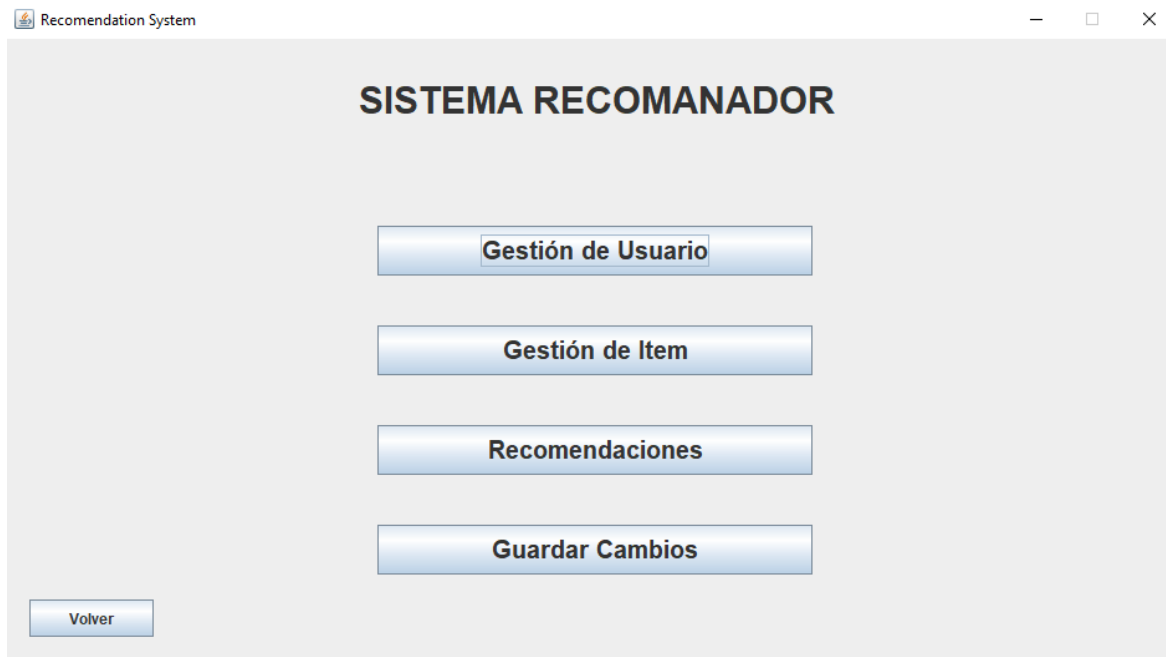 Recomendation System
SISTEMA RECOMANADOR
Gestión de Usuario
Gestión de Item
Recomendaciones
Guardar Cambios
Volver